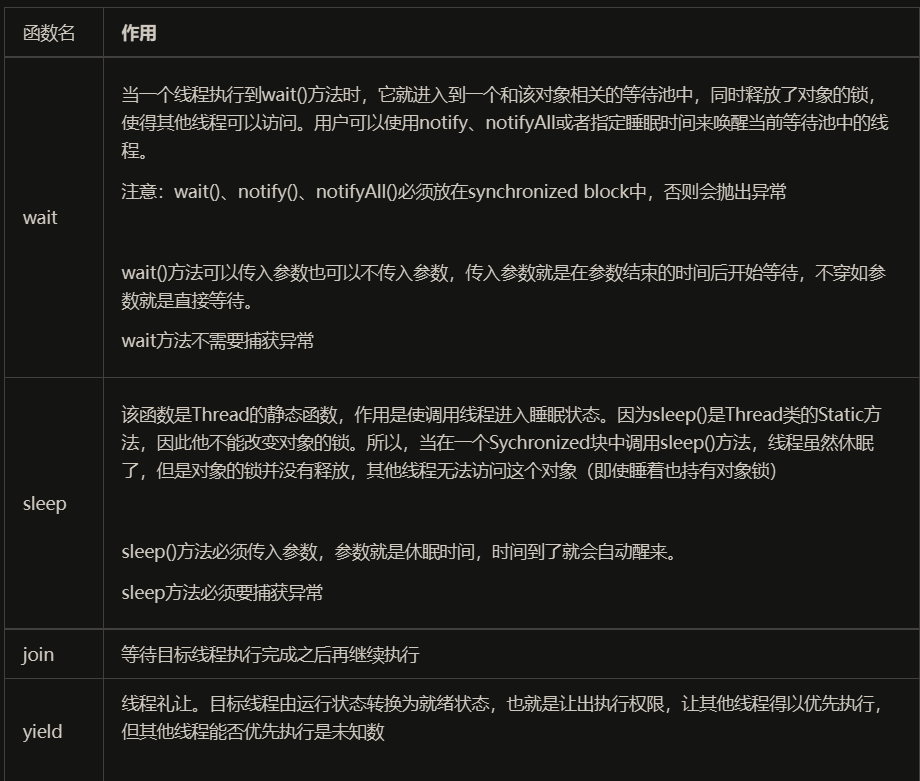 函数名
作用
wait
当一个线程执行到wait()方法时，它就进入到一个和该对象相关的等待池中，同时释放了对象的锁，
使得其他线程可以访问。用户可以使用notify、notifyAll或者指定睡眠时间来唤醒当前等待池中的线
程。
注意：wait()、notify()、notifyAll()必须放在synchronized block中，否则会抛出异常
wait()方法可以传入参数也可以不传入参数，传入参数就是在参数结束的时间后开始等待，不穿如参
数就是直接等待。
wait方法不需要捕获异常
sleep
该函数是Thread的静态函数，作用是使调用线程进入睡眠状态。因为sleep()是Thread类的Static方
法，因此他不能改变对象的锁。所以，当在一个Sychronized块中调用sleep()方法，线程虽然休眠
了，但是对象的锁并没有释放，其他线程无法访问这个对象（即使睡着也持有对象锁）
sleep()方法必须传入参数，参数就是休眠时间，时间到了就会自动醒来。
sleep方法必须要捕获异常
join
等待目标线程执行完成之后再继续执行
yield
线程礼让。目标线程由运行状态转换为就绪状态，也就是让出执行权限，让其他线程得以优先执行，
但其他线程能否优先执行是未知数